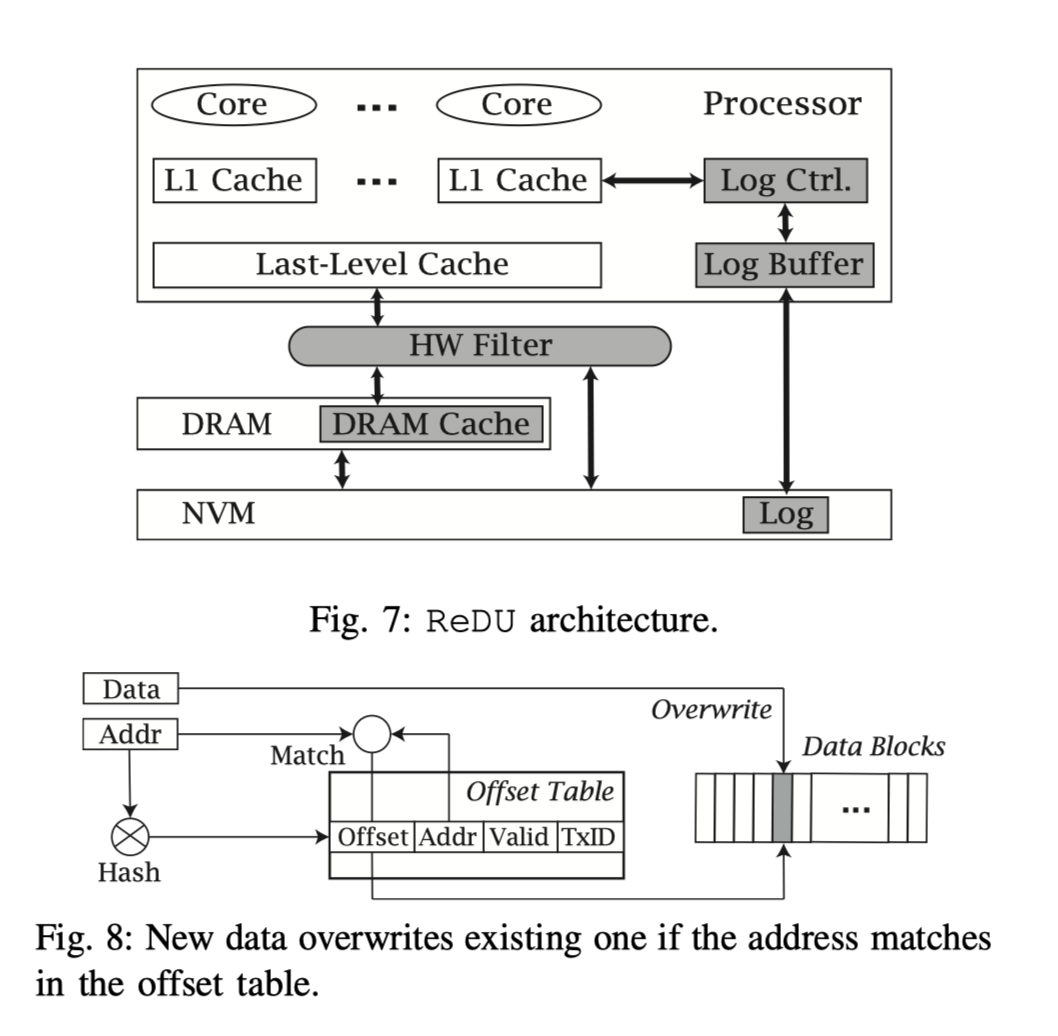 Core ... Core Processor
L1 Cache ... L1 Cache Log Ctrl.
Last-Level Cache Log Buffer
HW Filter
DRAM DRAM Cache
NVM Log
Fig. 7: ReDU architecture.
Data
Overwrite
Addr
Match
Data Blocks
Offset Table
...
Offset Addr Valid TxID
Hash
Fig. 8: New data overwrites existing one if the address matches
in the offset table.